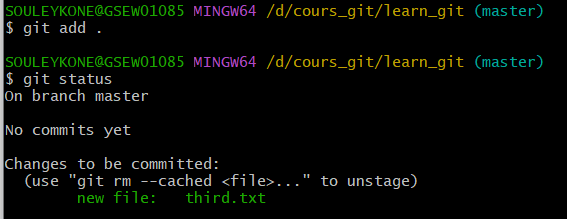 SOULEYKONE@GSEW01085 MINGW64 /d/cours_git/learn_git (master)
$ git add .
SOULEYKONE@GSEW01085 MINGW64 /d/cours_git/learn_git (master)
$ git status
On branch master
No commits yet
Changes to be committed:
  (use "git rm --cached <file>..." to unstage)
        new file:   third.txt